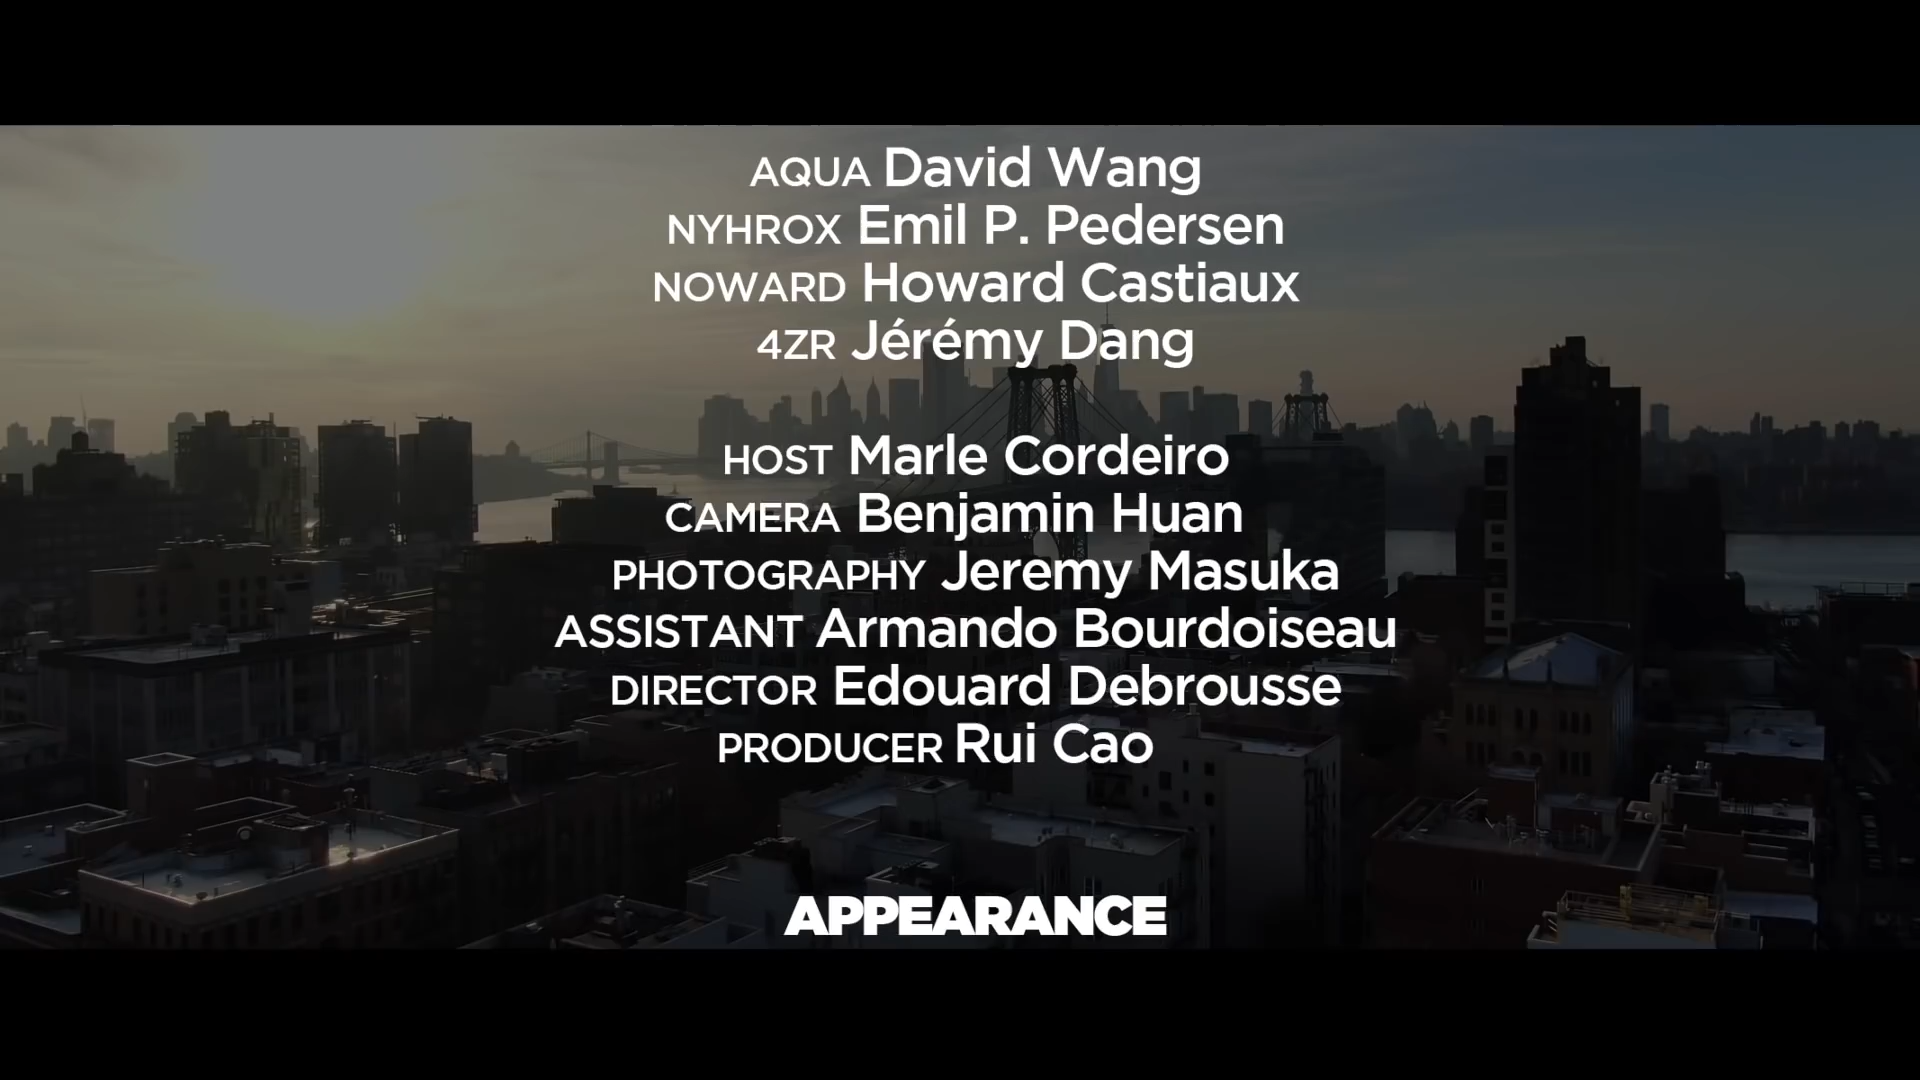 AQUA David Wang
NYHROX Emil P. Pedersen
NOWARD Howard Castiaux
4ZR Jérémy Dang
HOST Marle Cordeiro
CAMERA Benjamin Huan
PHOTOGRAPHY Jeremy Masuka
ASSISTANT Armando Bourdoiseau
DIRECTOR Edouard Debrousse
PRODUCER Rui Cao
APPEARANCE